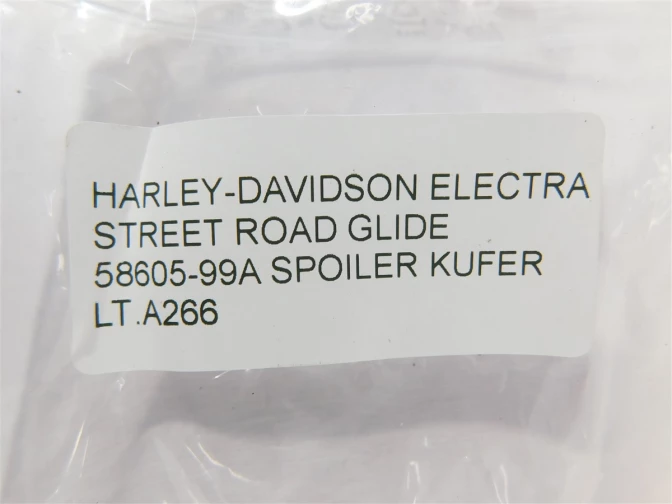 HARLEY-DAVIDSON ELECTRA
STREET ROAD GLIDE
58605-99A SPOILER KUFER
LT.A266